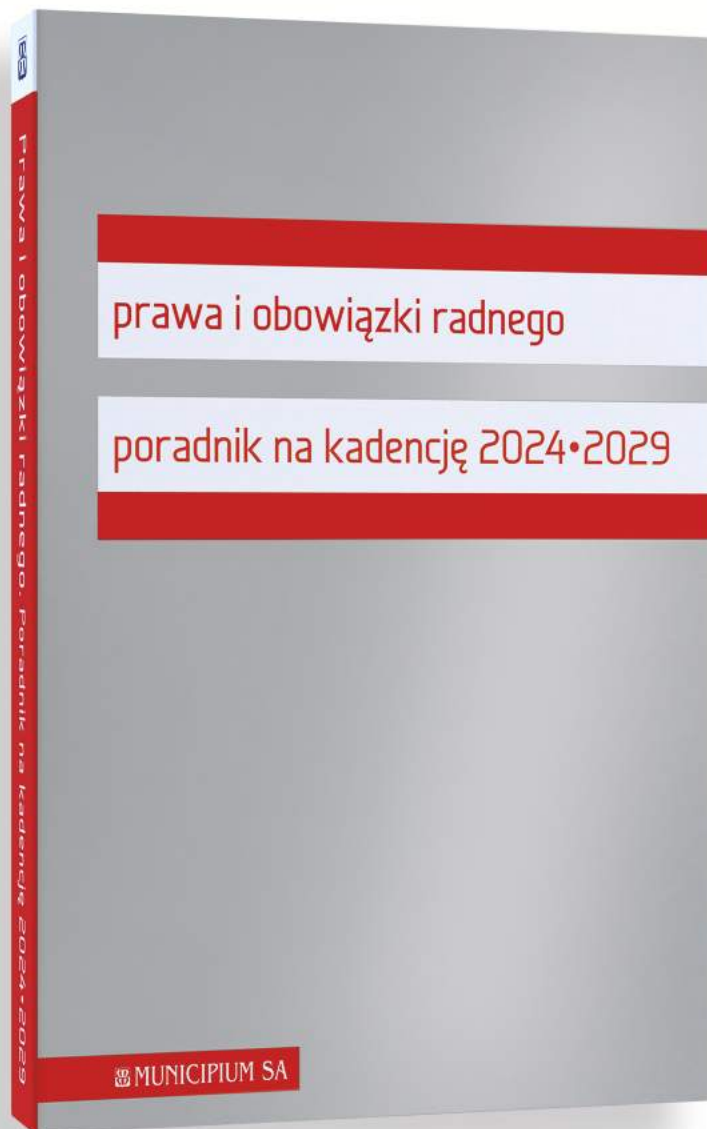 prawa i obowiązki radnego
poradnik na kadencję 2024•2029
MUNICIPIUM SA
Prawa i obowiązki radnego. Poradnik na kadencję 2024•2029